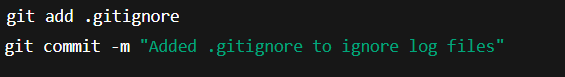 git add .gitignore
git commit -m "Added .gitignore to ignore log files"